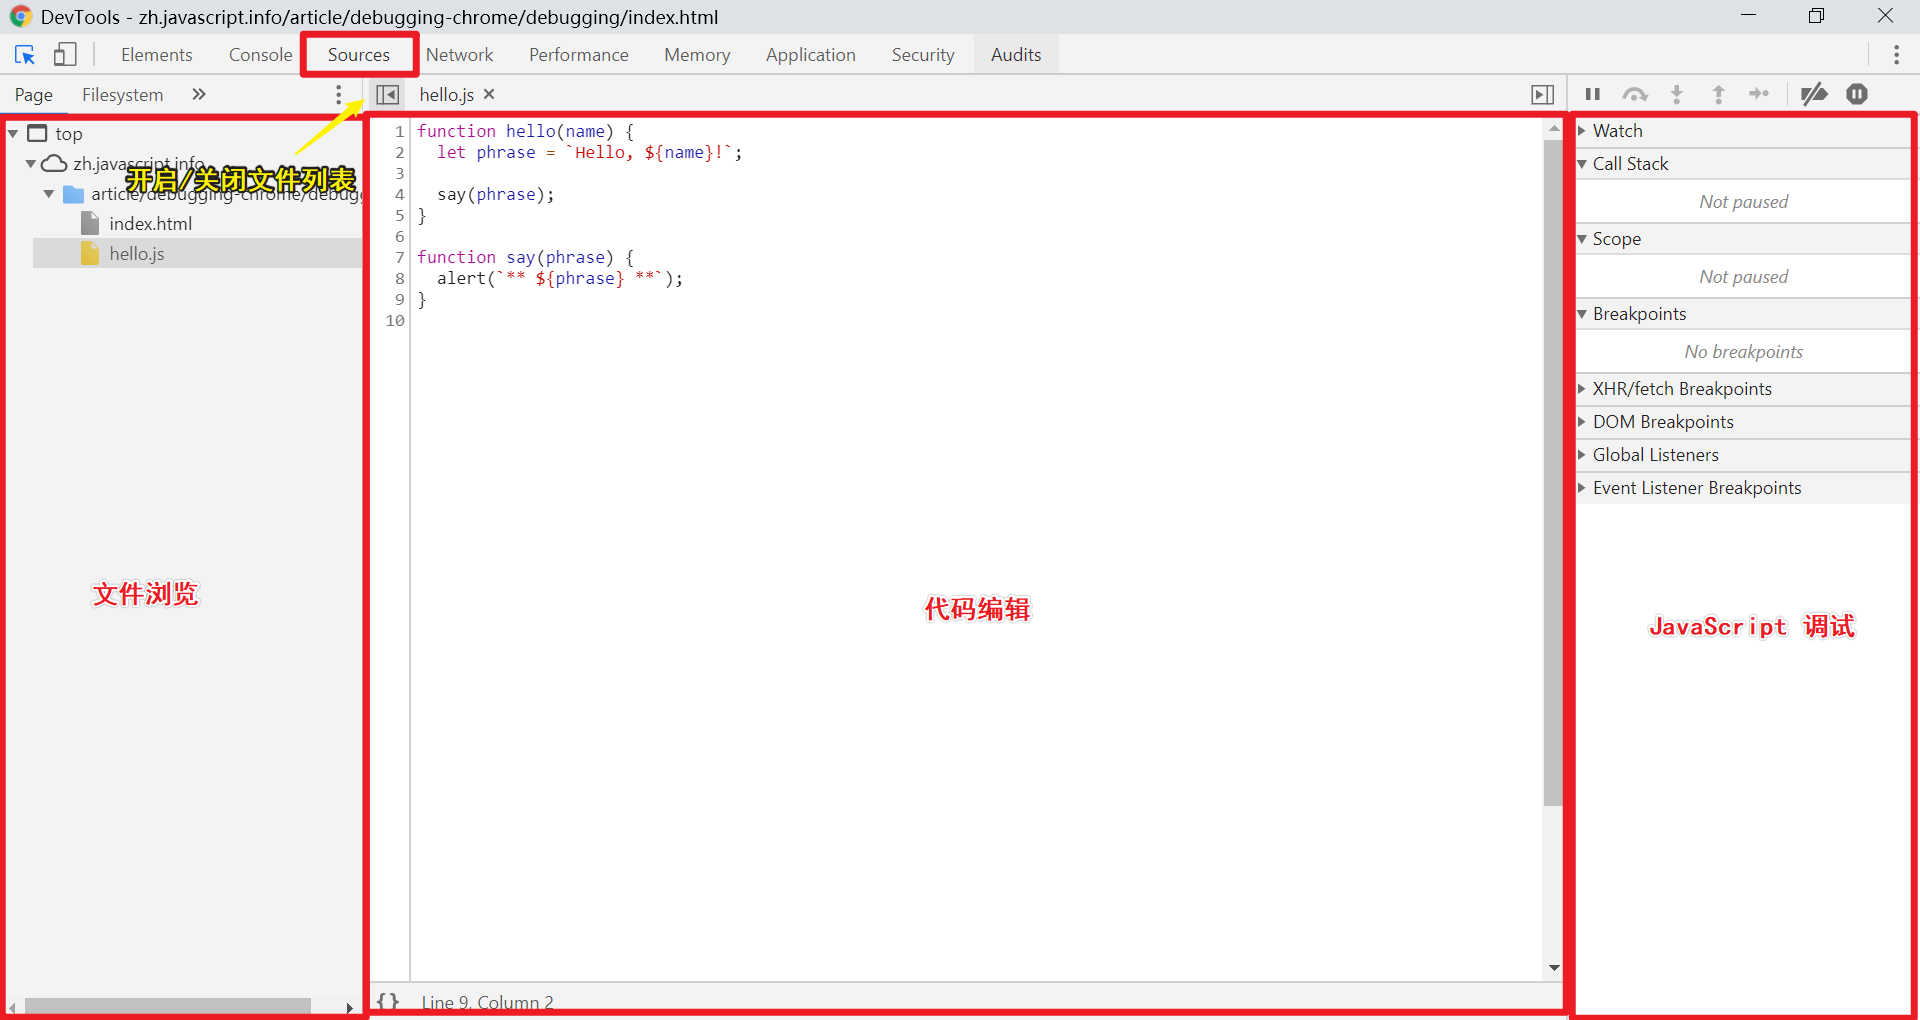 DevTools - zh.javascript.info/article/debugging-chrome/debugging/index.html
Elements Console Sources Network Performance Memory Application Security Audits
Page Filesystem »
hello.js ×
top
zh.javascript.info
开启/关闭文件列表
article/debugging-chrome/debugg
index.html
hello.js
文件浏览
1 function hello(name) {
2 let phrase = `Hello, ${name}!`;
3
4 say(phrase);
5 }
6
7 function say(phrase) {
8 alert(`** ${phrase} **`);
9 }
10
代码编辑
{} Line 9, Column 2
Watch
Call Stack
Not paused
Scope
Not paused
Breakpoints
No breakpoints
XHR/fetch Breakpoints
DOM Breakpoints
Global Listeners
Event Listener Breakpoints
JavaScript 调试